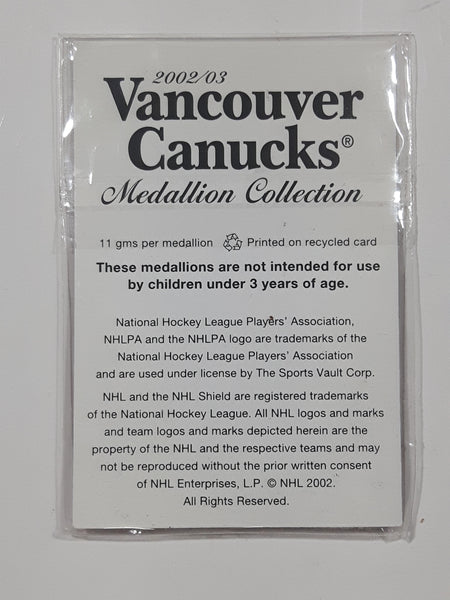 2002/03
Vancouver
Canucks®
Medallion Collection
11 gms per medallion Printed on recycled card
These medallions are not intended for use
by children under 3 years of age.
National Hockey League Players' Association,
NHLPA and the NHLPA logo are trademarks of the
National Hockey League Players' Association
and are used under license by The Sports Vault Corp.
NHL and the NHL Shield are registered trademarks
of the National Hockey League. All NHL logos and marks
and team logos and marks depicted herein are the
property of the NHL and the respective teams and may
not be reproduced without the prior written consent
of NHL Enterprises, L.P. © NHL 2002.
All Rights Reserved.